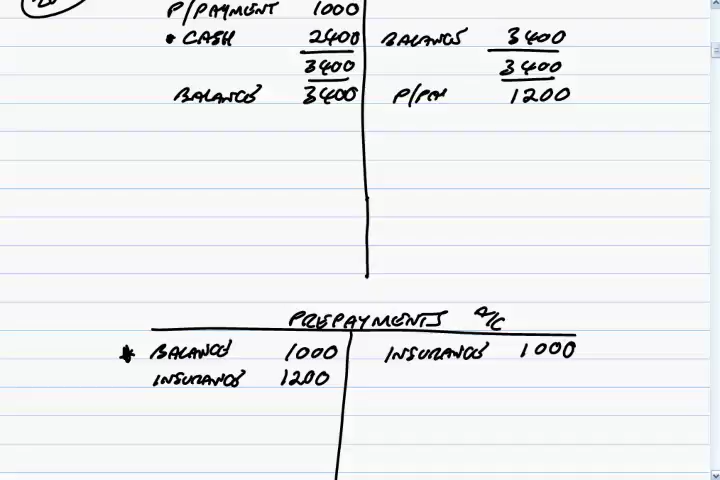 P/PAYMENT 1000
• CASH 2400 BALANCE 3400
3400 3400
BALANCE 3400 P/PAY 1200
PREPAYMENTS A/C
* BALANCE 1000 INSURANCE 1000
INSURANCE 1200